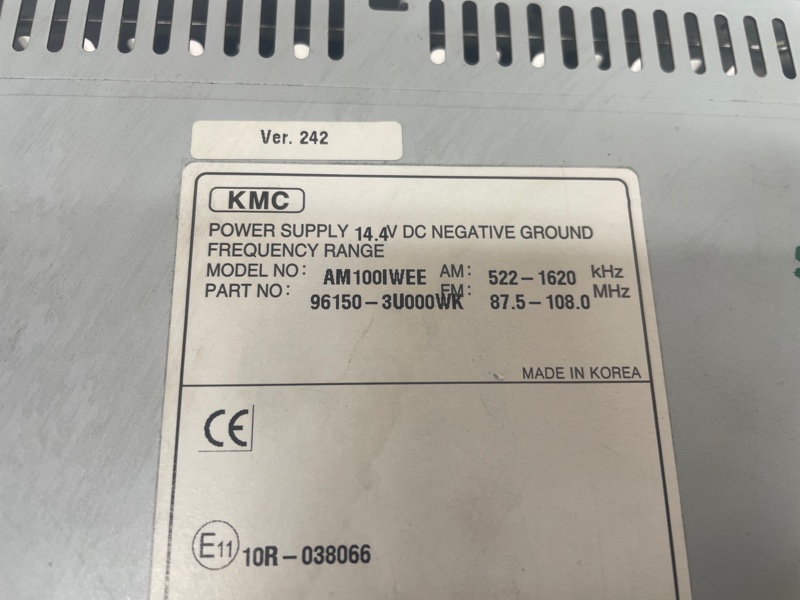 Ver. 242
KMC
POWER SUPPLY 14.4V DC NEGATIVE GROUND
FREQUENCY RANGE
MODEL NO: AM100IWEE AM: 522-1620 kHz
PART NO: 96150-3U000WK FM: 87.5-108.0 MHz
MADE IN KOREA
CE
E11 10R-038066